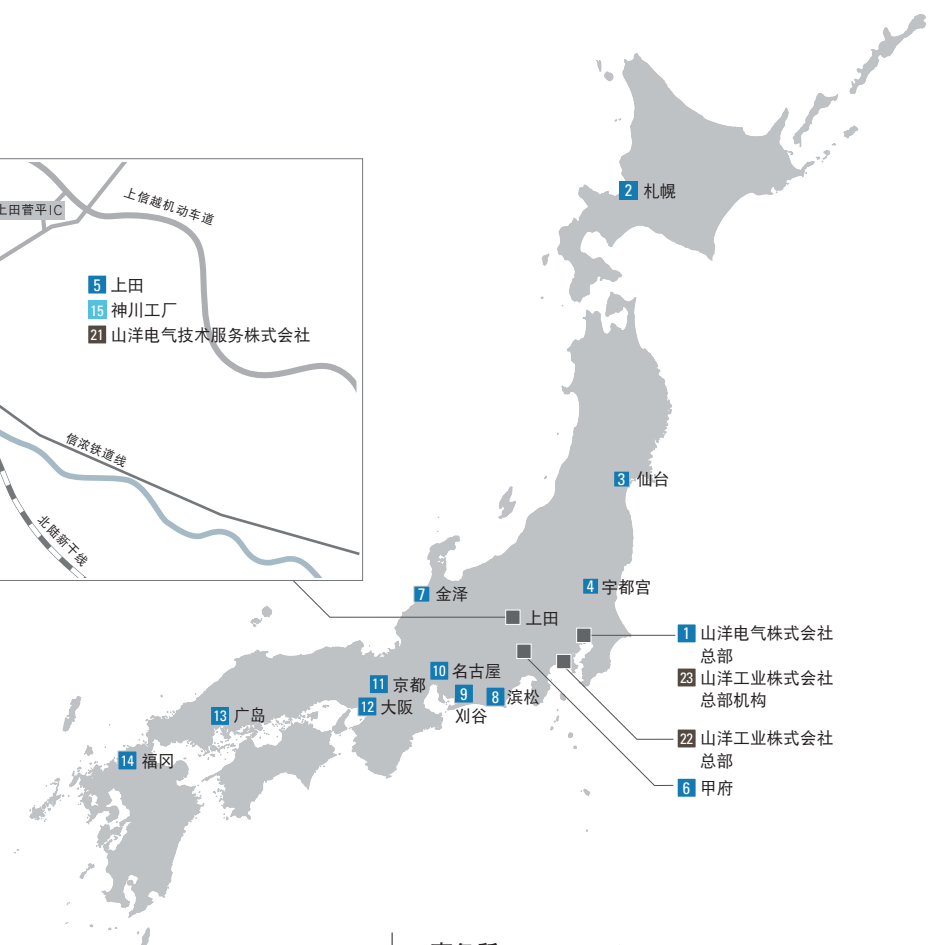 2 札幌
上田菅平IC
上信越机动车道
5 上田
15 神川工厂
21 山洋电气技术服务株式会社
信浓铁道线
北陆新干线
3 仙台
4 宇都宫
7 金泽
上田
1 山洋电气株式会社
总部
23 山洋工业株式会社
总部机构
10 名古屋
11 京都
9
刈谷
8 滨松
12 大阪
13 广岛
22 山洋工业株式会社
总部
14 福冈
6 甲府